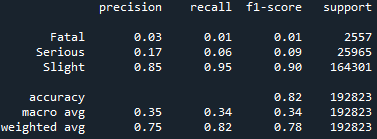 precision recall f1-score support
Fatal 0.03 0.01 0.01 2557
Serious 0.17 0.06 0.09 25965
Slight 0.85 0.95 0.90 164301
accuracy 0.82 192823
macro avg 0.35 0.34 0.34 192823
weighted avg 0.75 0.82 0.78 192823